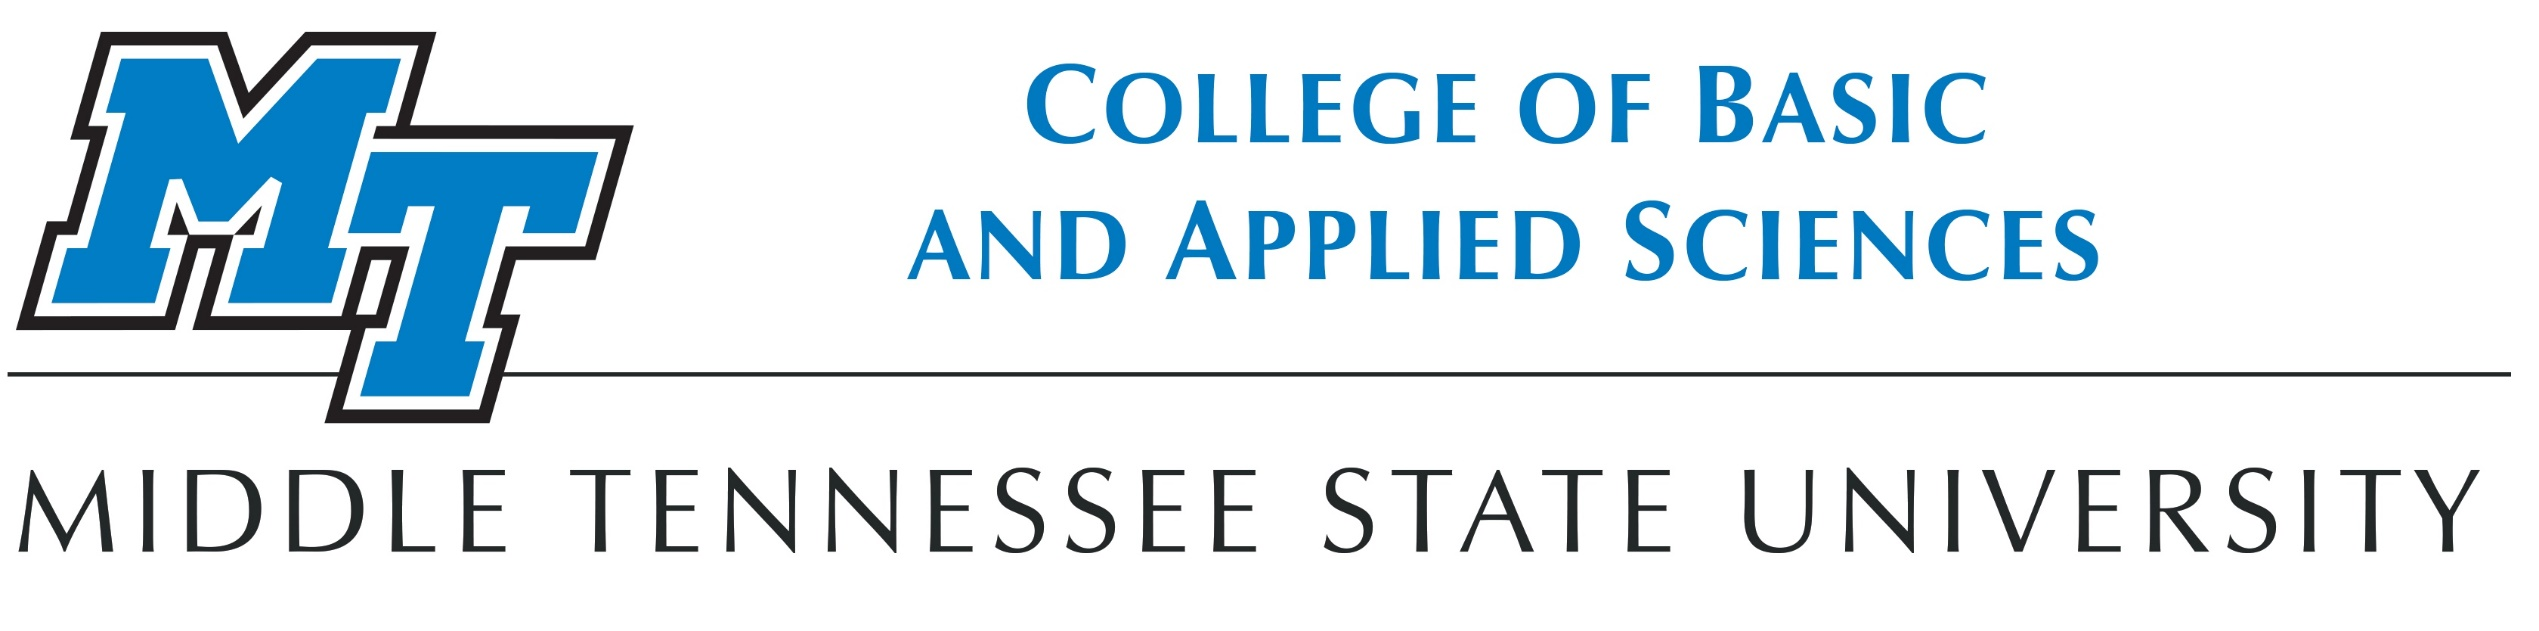 MT
COLLEGE OF BASIC
AND APPLIED SCIENCES
MIDDLE TENNESSEE STATE UNIVERSITY